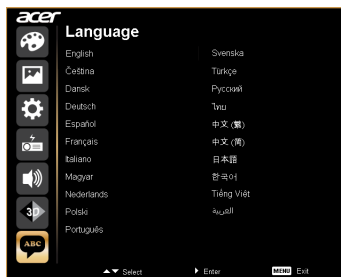 acer
Language
English
Čeština
Dansk
Deutsch
Español
Français
Italiano
Magyar
Nederlands
Polski
Português
Svenska
Türkçe
Русский
ไทย
中文 (繁)
中文 (简)
日本語
한국어
Tiếng Việt
العربية
3D
ABC
Select
Enter
MENU Exit